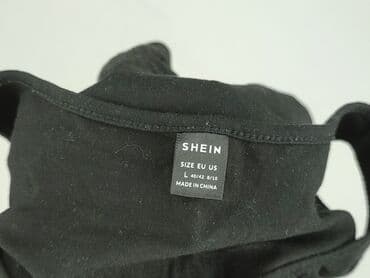 SHEIN
SIZE EU US
L 40/42 8/10
MADE IN CHINA